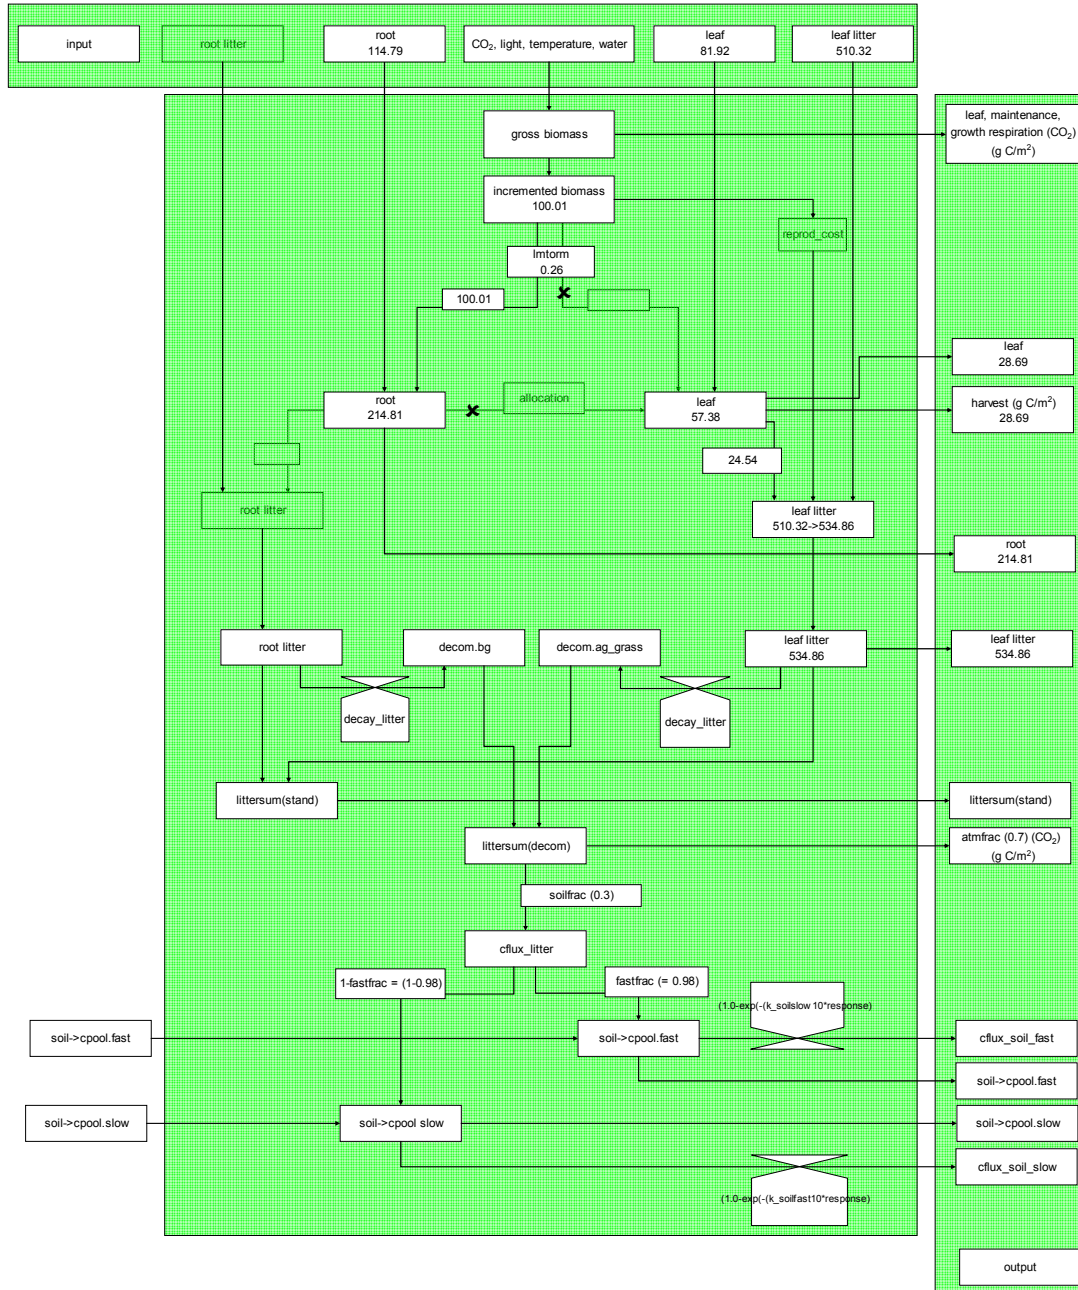 input
root litter
root
114.79
CO₂, light, temperature, water
leaf
81.92
leaf litter
510.32
gross biomass
leaf, maintenance,
growth respiration (CO₂)
(g C/m²)
incremented biomass
100.01
reprod_cost
lmtorm
0.26
100.01
leaf
28.69
root
214.81
allocation
leaf
57.38
harvest (g C/m²)
28.69
24.54
root litter
leaf litter
510.32->534.86
root
214.81
root litter
decom.bg
decom.ag_grass
leaf litter
534.86
leaf litter
534.86
decay_litter
decay_litter
littersum(stand)
littersum(stand)
littersum(decom)
atmfrac (0.7) (CO₂)
(g C/m²)
soilfrac (0.3)
cflux_litter
1-fastfrac = (1-0.98)
fastfrac (= 0.98)
(1.0-exp(-(k_soilslow10*response)
soil->cpool.fast
soil->cpool.fast
cflux_soil_fast
soil->cpool.fast
soil->cpool.slow
soil->cpool slow
soil->cpool.slow
cflux_soil_slow
(1.0-exp(-(k_soilfast10*response)
output